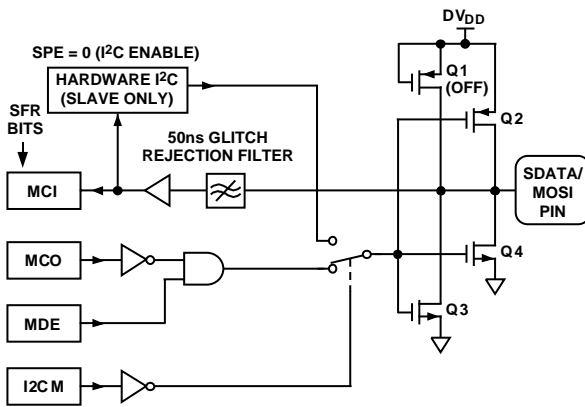 DVDD
SPE = 0 (I2C ENABLE)
HARDWARE I2C
(SLAVE ONLY)
Q1
(OFF)
Q2
SFR
BITS
50ns GLITCH
REJECTION FILTER
MCI
SDATA/
MOSI
PIN
MCO
Q4
MDE
Q3
I2CM